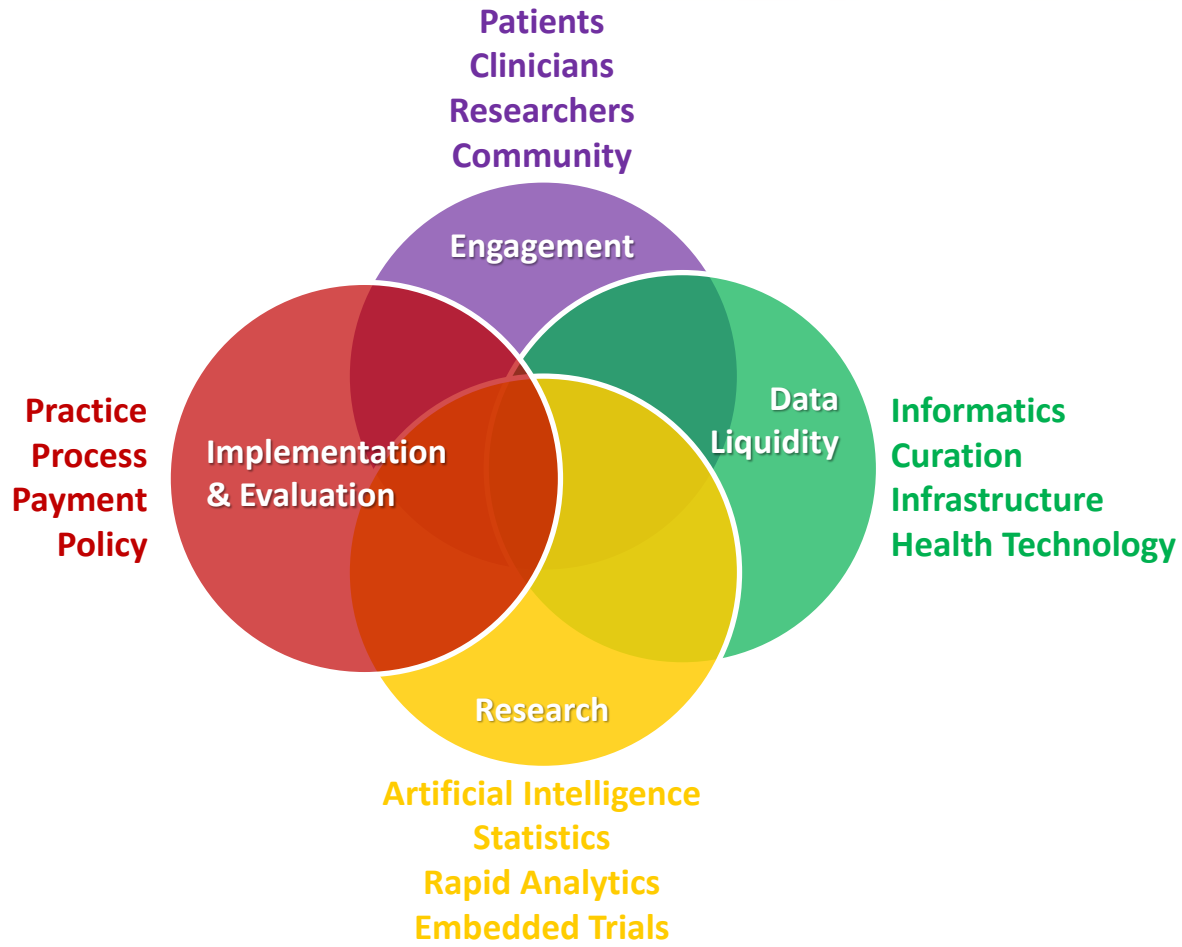 Patients
Clinicians
Researchers
Community
Engagement
Data
Liquidity
Implementation
& Evaluation
Practice
Process
Payment
Policy
Informatics
Curation
Infrastructure
Health Technology
Research
Artificial Intelligence
Statistics
Rapid Analytics
Embedded Trials